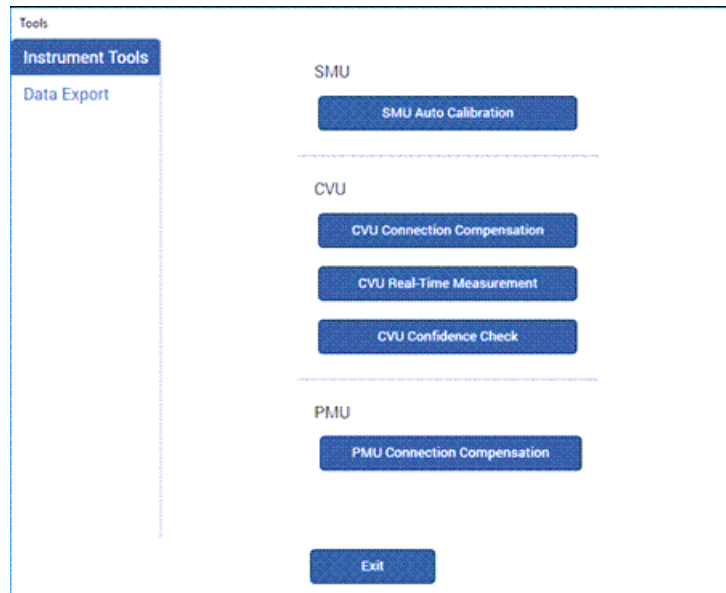 Tools
Instrument Tools
Data Export
SMU
SMU Auto Calibration
CVU
CVU Connection Compensation
CVU Real-Time Measurement
CVU Confidence Check
PMU
PMU Connection Compensation
Exit